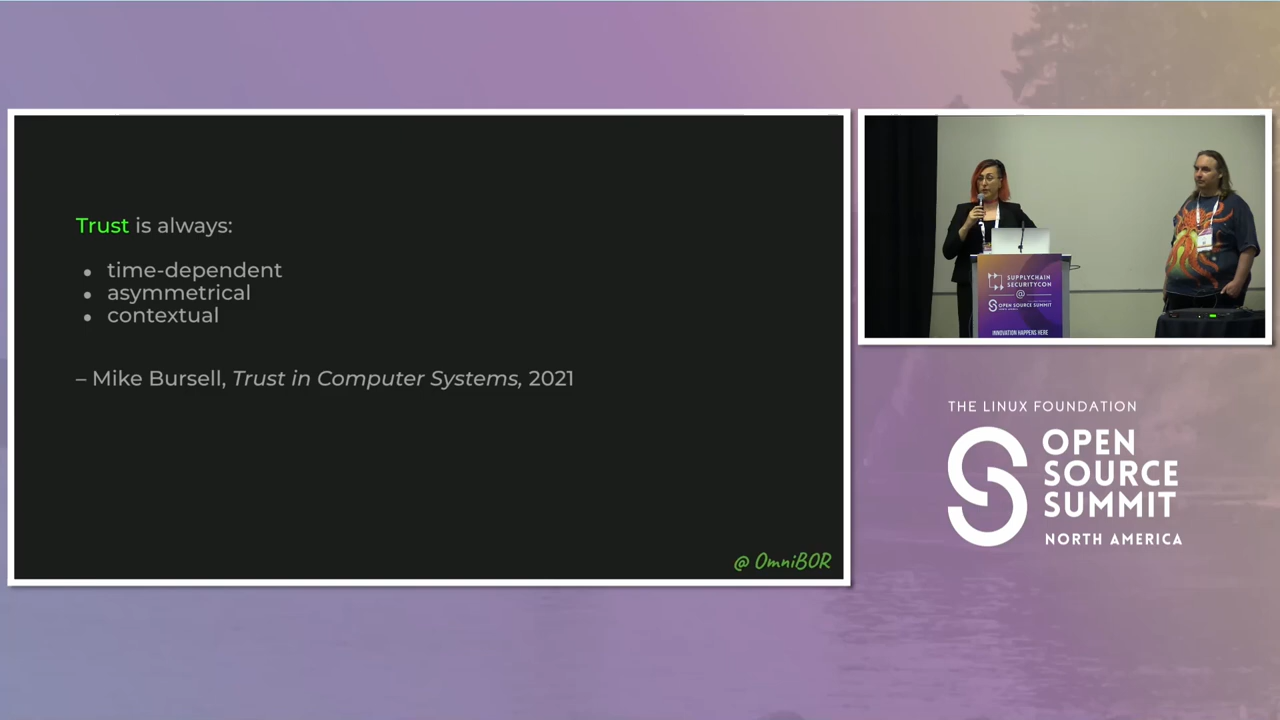 Trust is always:
● time-dependent
● asymmetrical
● contextual
– Mike Bursell, Trust in Computer Systems, 2021
@ OmniBOR
SUPPLYCHAIN
SECURITYCON
@
OPEN SOURCE SUMMIT
INNOVATION HAPPENS HERE
THE LINUX FOUNDATION
OPEN
SOURCE
SUMMIT
NORTH AMERICA